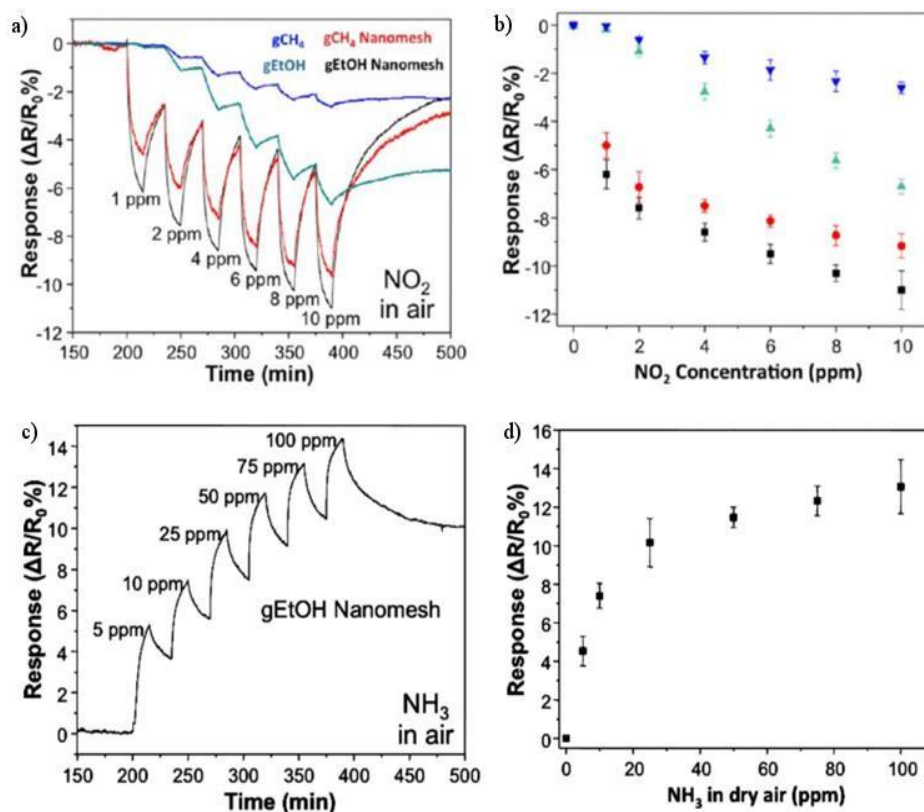 a)
Response (ΔR/R₀%)
0
-2
-4
-6
-8
-10
-12
gCH₄ gCH₄ Nanomesh
gEtOH gEtOH Nanomesh
1 ppm
2 ppm
4 ppm
6 ppm
8 ppm
10 ppm
NO₂
in air
150 200 250 300 350 400 450 500
Time (min)
b)
Response (ΔR/R₀%)
0
-2
-4
-6
-8
-10
-12
0 2 4 6 8 10
NO₂ Concentration (ppm)
c)
Response (ΔR/R₀%)
14
12
10
8
6
4
2
0
100 ppm
75 ppm
50 ppm
25 ppm
10 ppm
5 ppm
gEtOH Nanomesh
NH₃
in air
150 200 250 300 350 400 450 500
Time (min)
d)
Response (ΔR/R₀%)
16
14
12
10
8
6
4
2
0
0 20 40 60 80 100
NH₃ in dry air (ppm)